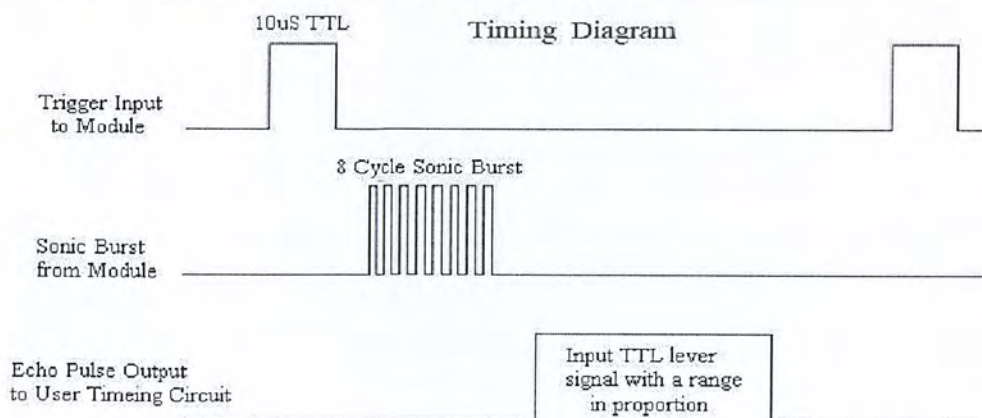 10uS TTL
Timing Diagram
Trigger Input
to Module
8 Cycle Sonic Burst
Sonic Burst
from Module
Echo Pulse Output
to User Timeing Circuit
Input TTL lever
signal with a range
in proportion